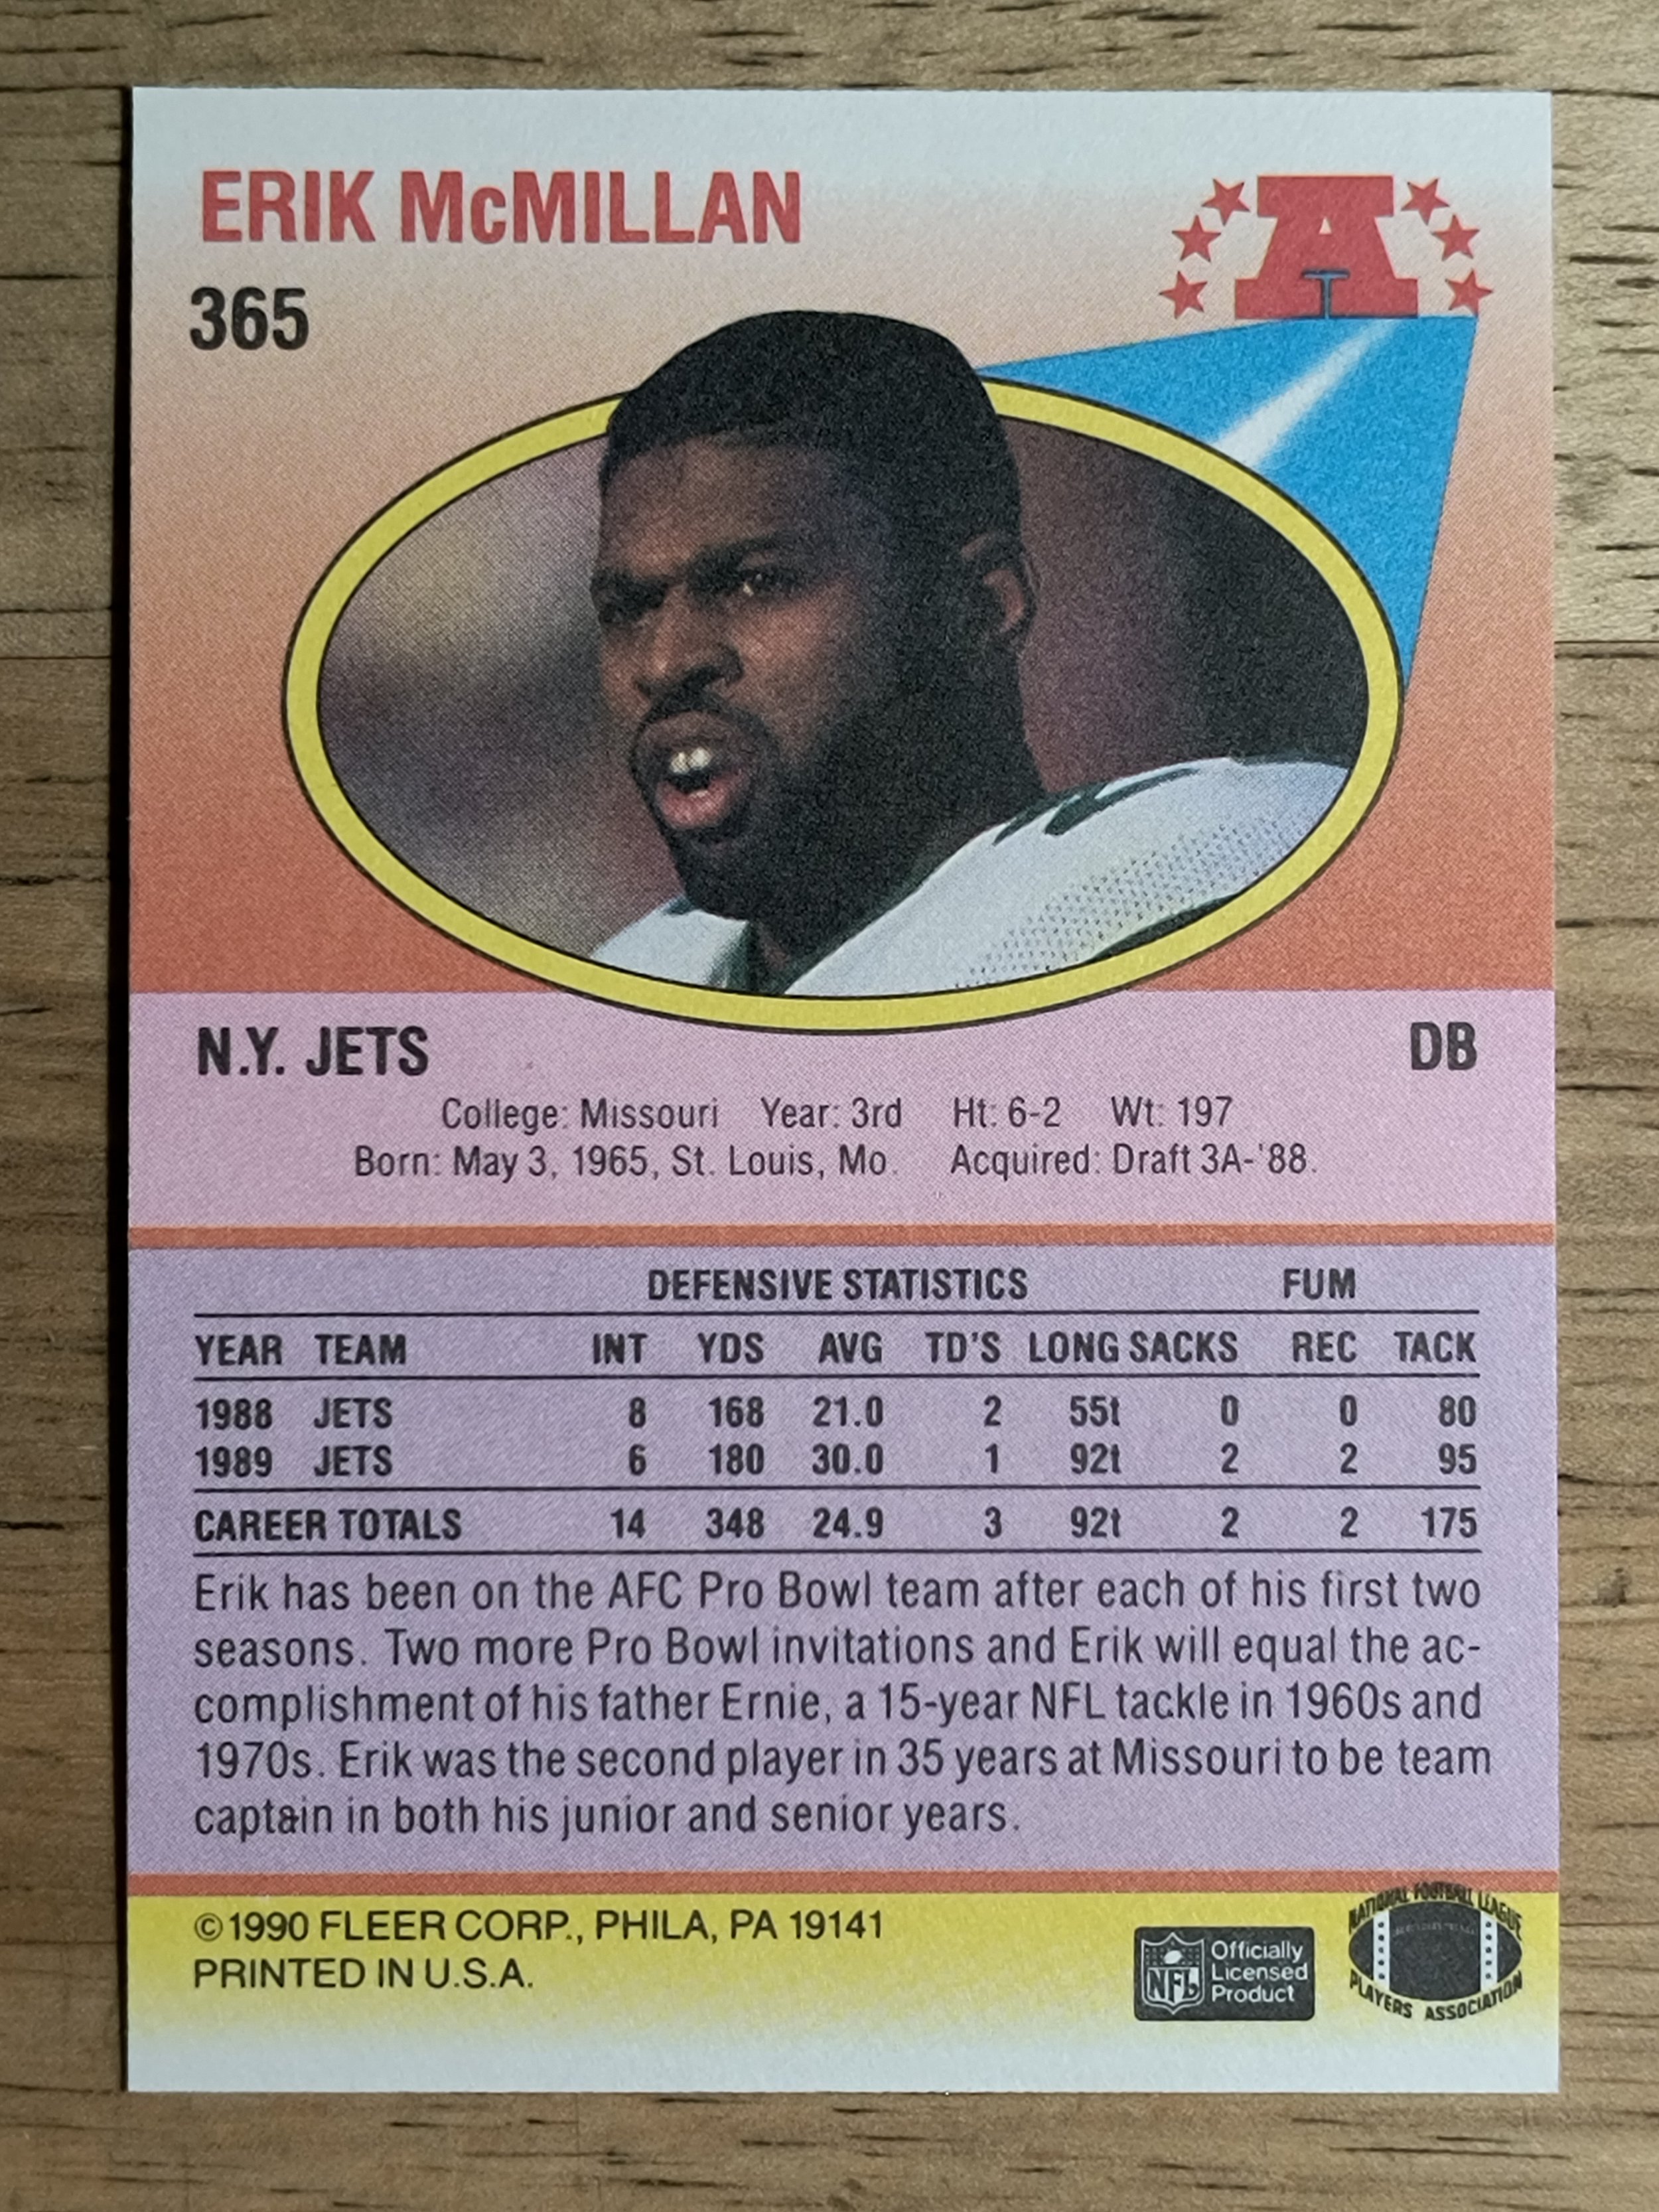 ERIK McMILLAN
365
A
N.Y. JETS DB
College: Missouri Year: 3rd Ht: 6-2 Wt: 197
Born: May 3, 1965, St. Louis, Mo. Acquired: Draft 3A-'88.
DEFENSIVE STATISTICS FUM
YEAR TEAM INT YDS AVG TD'S LONG SACKS REC TACK
1988 JETS 8 168 21.0 2 55t 0 0 80
1989 JETS 6 180 30.0 1 92t 2 2 95
CAREER TOTALS 14 348 24.9 3 92t 2 2 175
Erik has been on the AFC Pro Bowl team after each of his first two
seasons. Two more Pro Bowl invitations and Erik will equal the ac-
complishment of his father Ernie, a 15-year NFL tackle in 1960s and
1970s. Erik was the second player in 35 years at Missouri to be team
captain in both his junior and senior years.
©1990 FLEER CORP., PHILA, PA 19141
PRINTED IN U.S.A.
NFL
Officially
Licensed
Product
NATIONAL FOOTBALL LEAGUE
PLAYERS ASSOCIATION